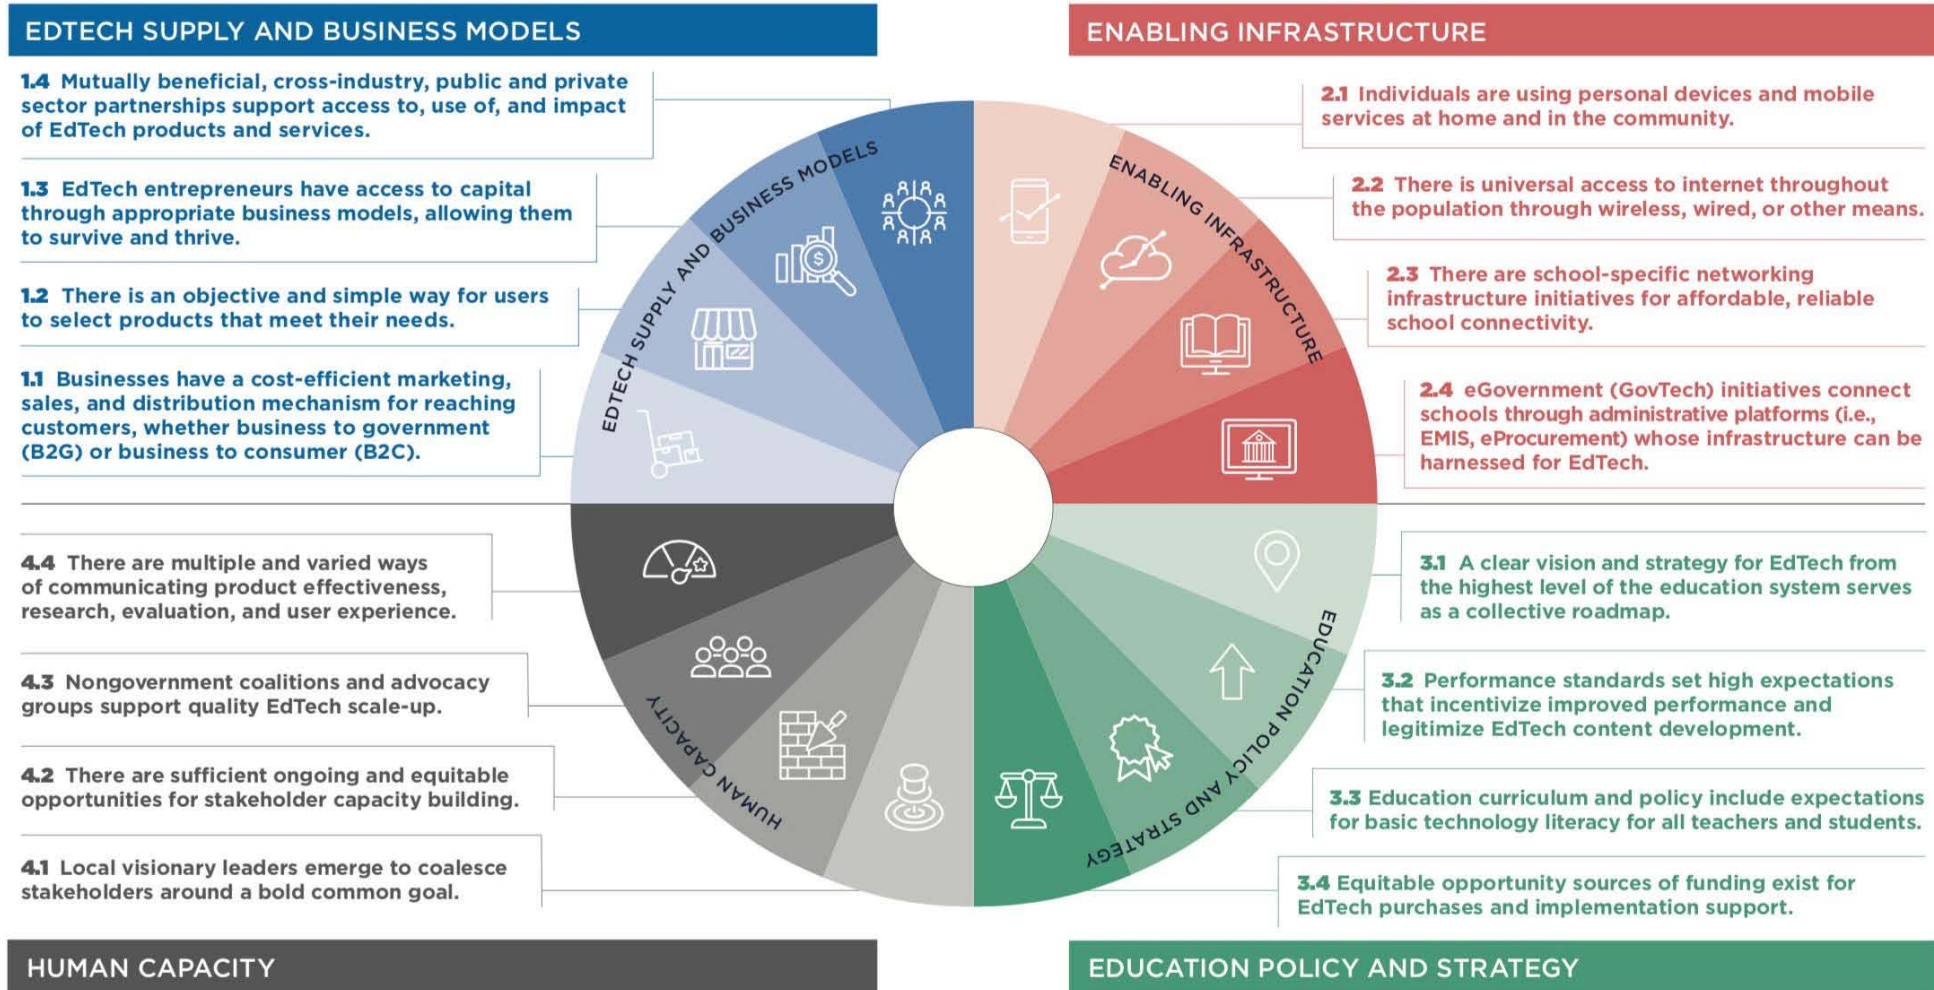 EDTECH SUPPLY AND BUSINESS MODELS
1.4 Mutually beneficial, cross-industry, public and private
sector partnerships support access to, use of, and impact
of EdTech products and services.
1.3 EdTech entrepreneurs have access to capital
through appropriate business models, allowing them
to survive and thrive.
1.2 There is an objective and simple way for users
to select products that meet their needs.
1.1 Businesses have a cost-efficient marketing,
sales, and distribution mechanism for reaching
customers, whether business to government
(B2G) or business to consumer (B2C).
ENABLING INFRASTRUCTURE
2.1 Individuals are using personal devices and mobile
services at home and in the community.
2.2 There is universal access to internet throughout
the population through wireless, wired, or other means.
2.3 There are school-specific networking
infrastructure initiatives for affordable, reliable
school connectivity.
2.4 eGovernment (GovTech) initiatives connect
schools through administrative platforms (i.e.,
EMIS, eProcurement) whose infrastructure can be
harnessed for EdTech.
EDTECH SUPPLY AND BUSINESS MODELS
ENABLING INFRASTRUCTURE
$
EDUCATION POLICY AND STRATEGY
HUMAN CAPACITY
4.4 There are multiple and varied ways
of communicating product effectiveness,
research, evaluation, and user experience.
4.3 Nongovernment coalitions and advocacy
groups support quality EdTech scale-up.
4.2 There are sufficient ongoing and equitable
opportunities for stakeholder capacity building.
4.1 Local visionary leaders emerge to coalesce
stakeholders around a bold common goal.
HUMAN CAPACITY
3.1 A clear vision and strategy for EdTech from
the highest level of the education system serves
as a collective roadmap.
3.2 Performance standards set high expectations
that incentivize improved performance and
legitimize EdTech content development.
3.3 Education curriculum and policy include expectations
for basic technology literacy for all teachers and students.
3.4 Equitable opportunity sources of funding exist for
EdTech purchases and implementation support.
EDUCATION POLICY AND STRATEGY